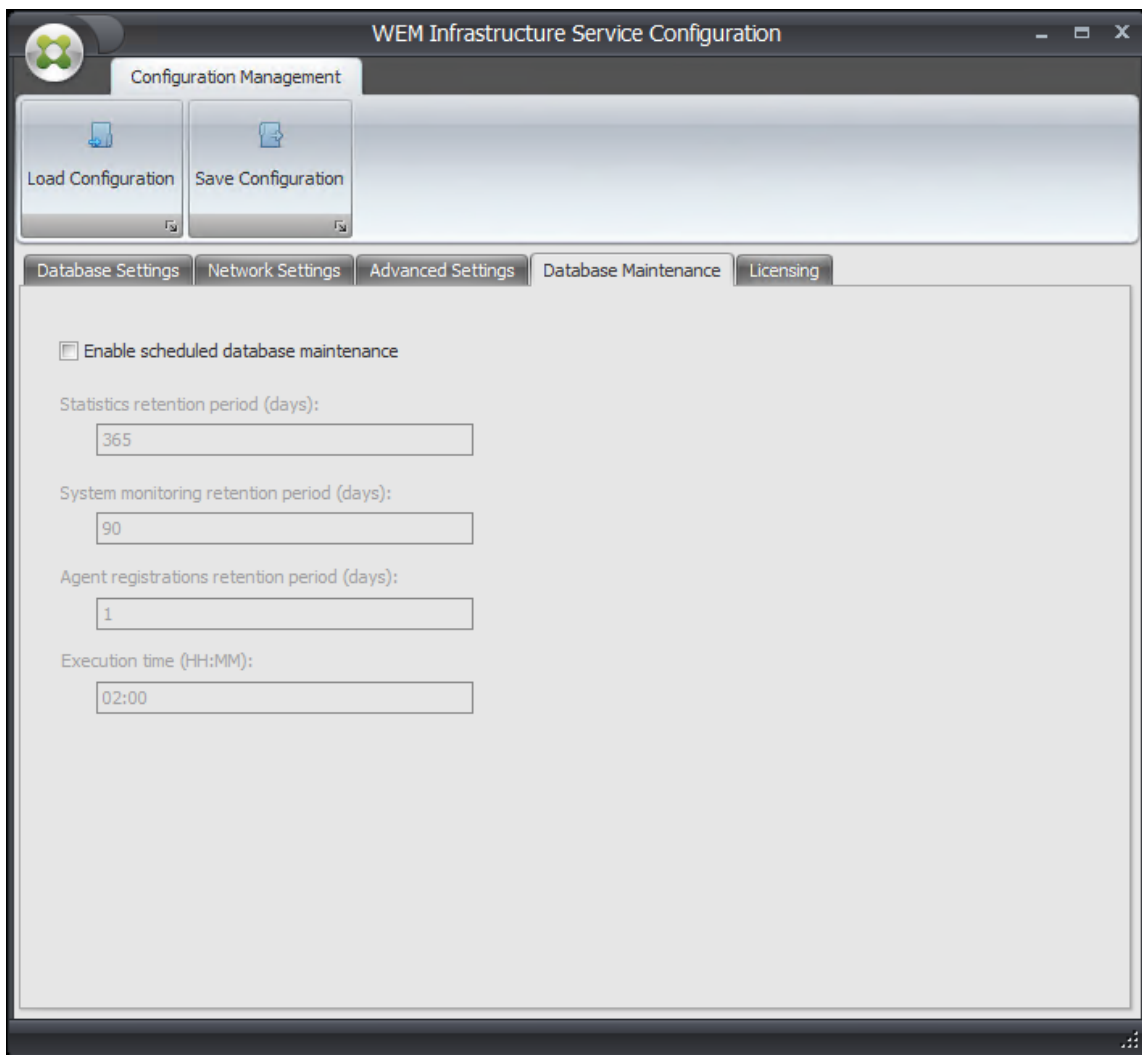 WEM Infrastructure Service Configuration
Configuration Management
Load Configuration Save Configuration
Database Settings Network Settings Advanced Settings Database Maintenance Licensing
Enable scheduled database maintenance
Statistics retention period (days):
365
System monitoring retention period (days):
90
Agent registrations retention period (days):
1
Execution time (HH:MM):
02:00